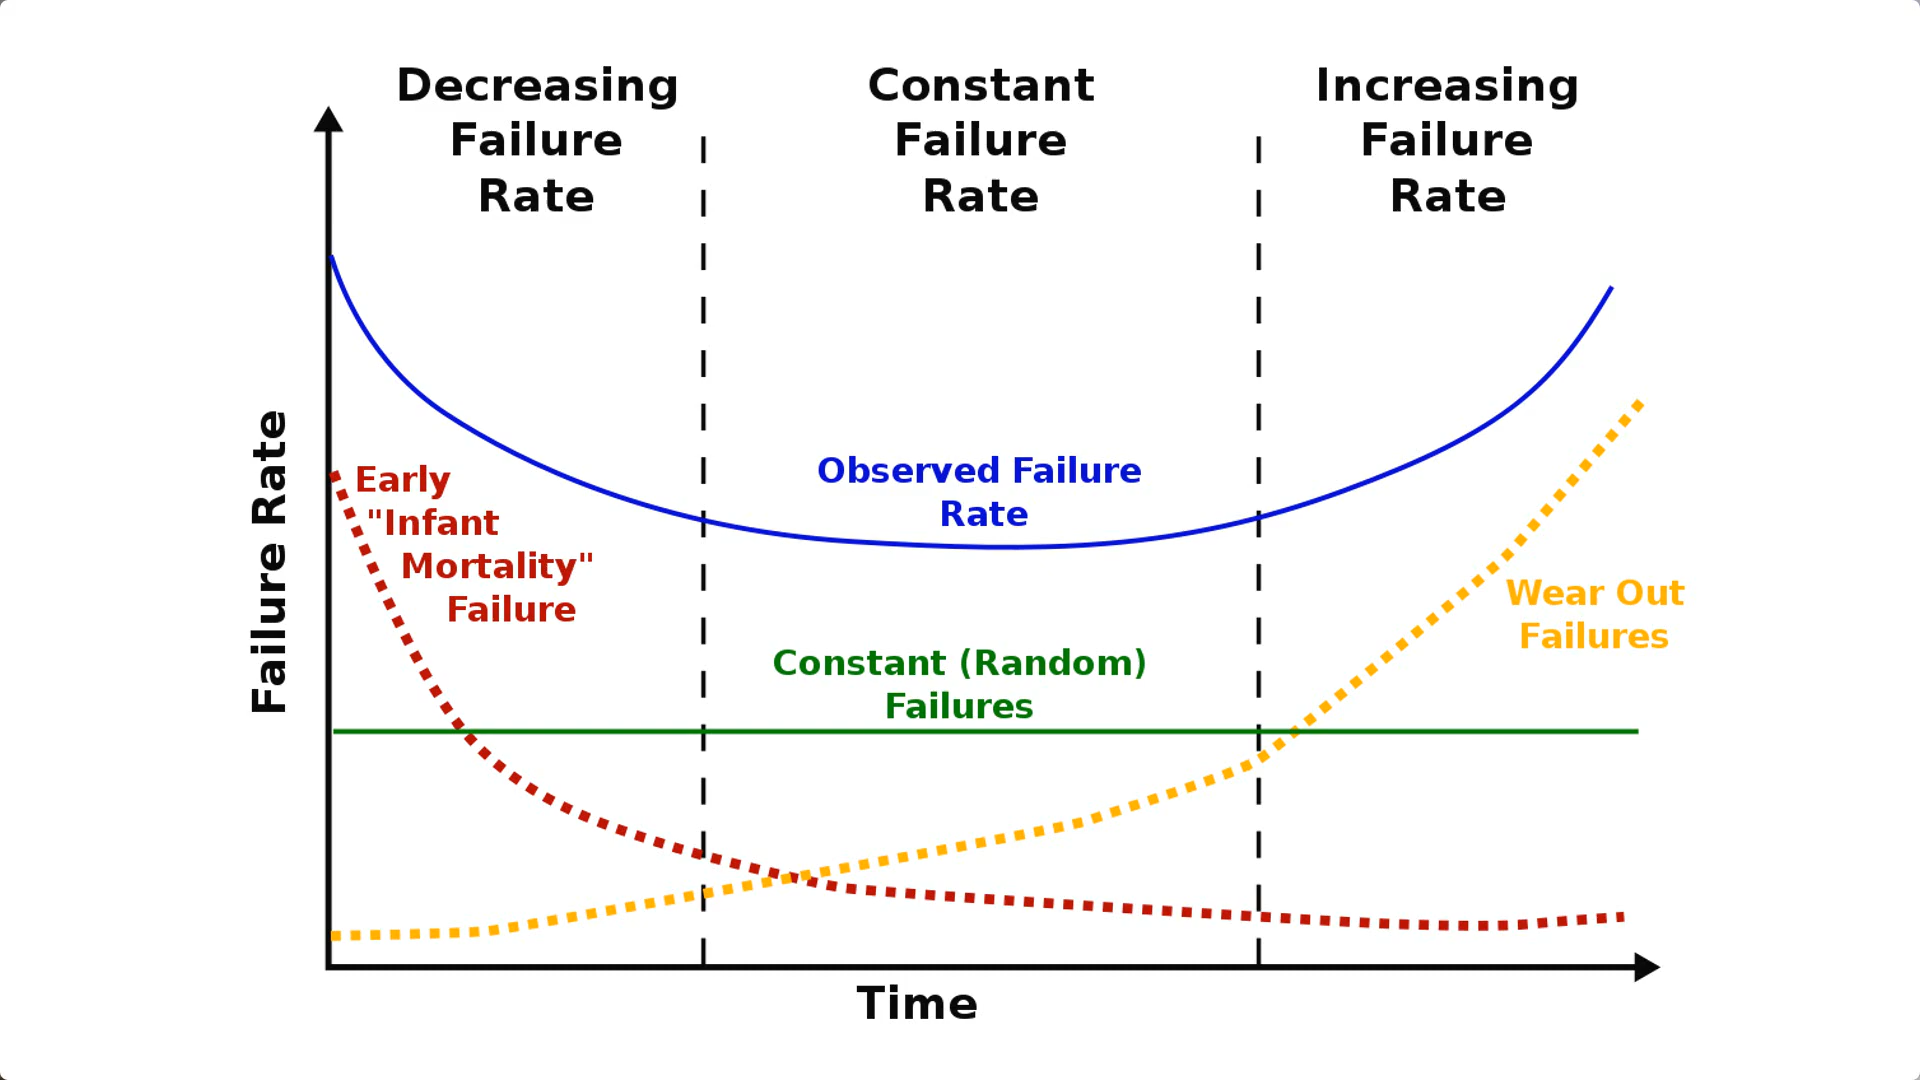 Decreasing
Failure
Rate
Constant
Failure
Rate
Increasing
Failure
Rate
Failure Rate
Early
"Infant
Mortality"
Failure
Observed Failure
Rate
Constant (Random)
Failures
Wear Out
Failures
Time